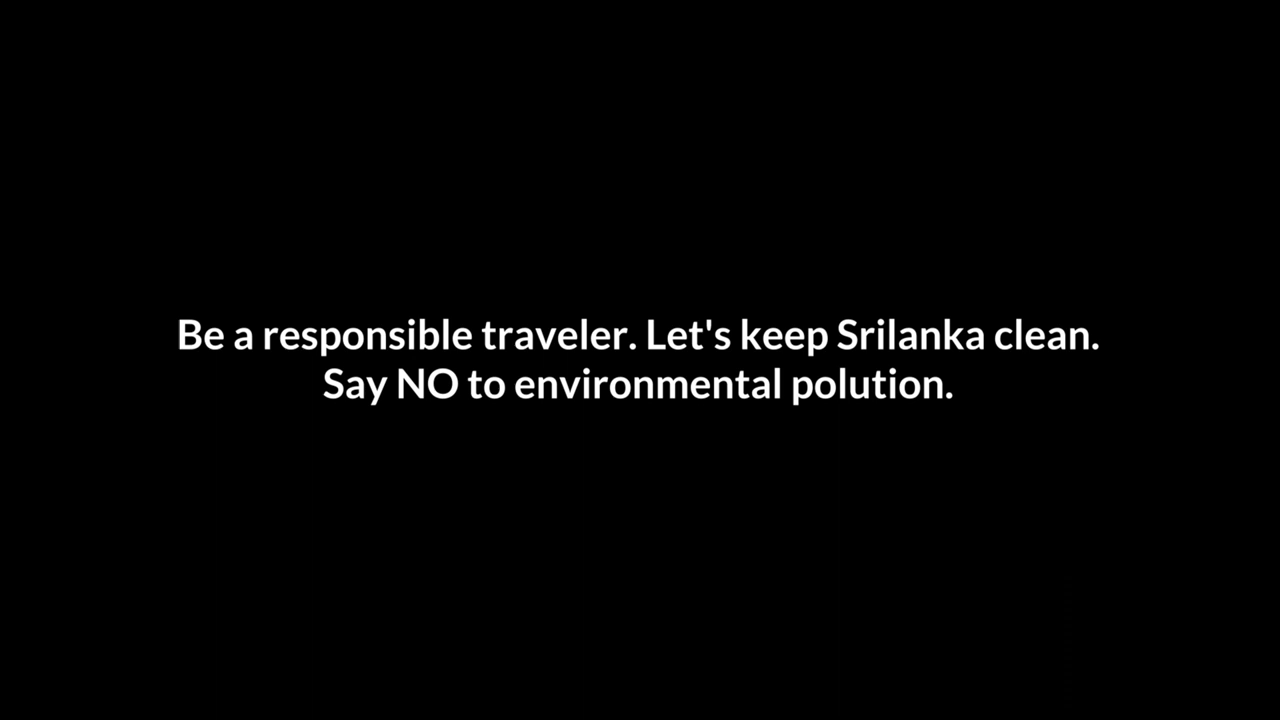 Be a responsible traveler. Let's keep Srilanka clean.
Say NO to environmental polution.